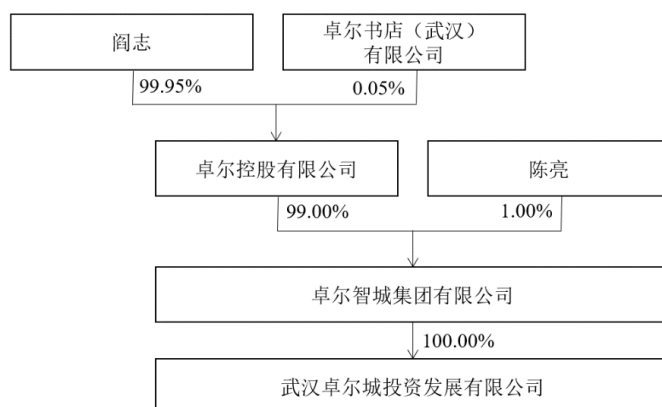 阎志
卓尔书店（武汉）
有限公司
99.95%
0.05%
卓尔控股有限公司
陈亮
99.00%
1.00%
卓尔智城集团有限公司
100.00%
武汉卓尔城投资发展有限公司